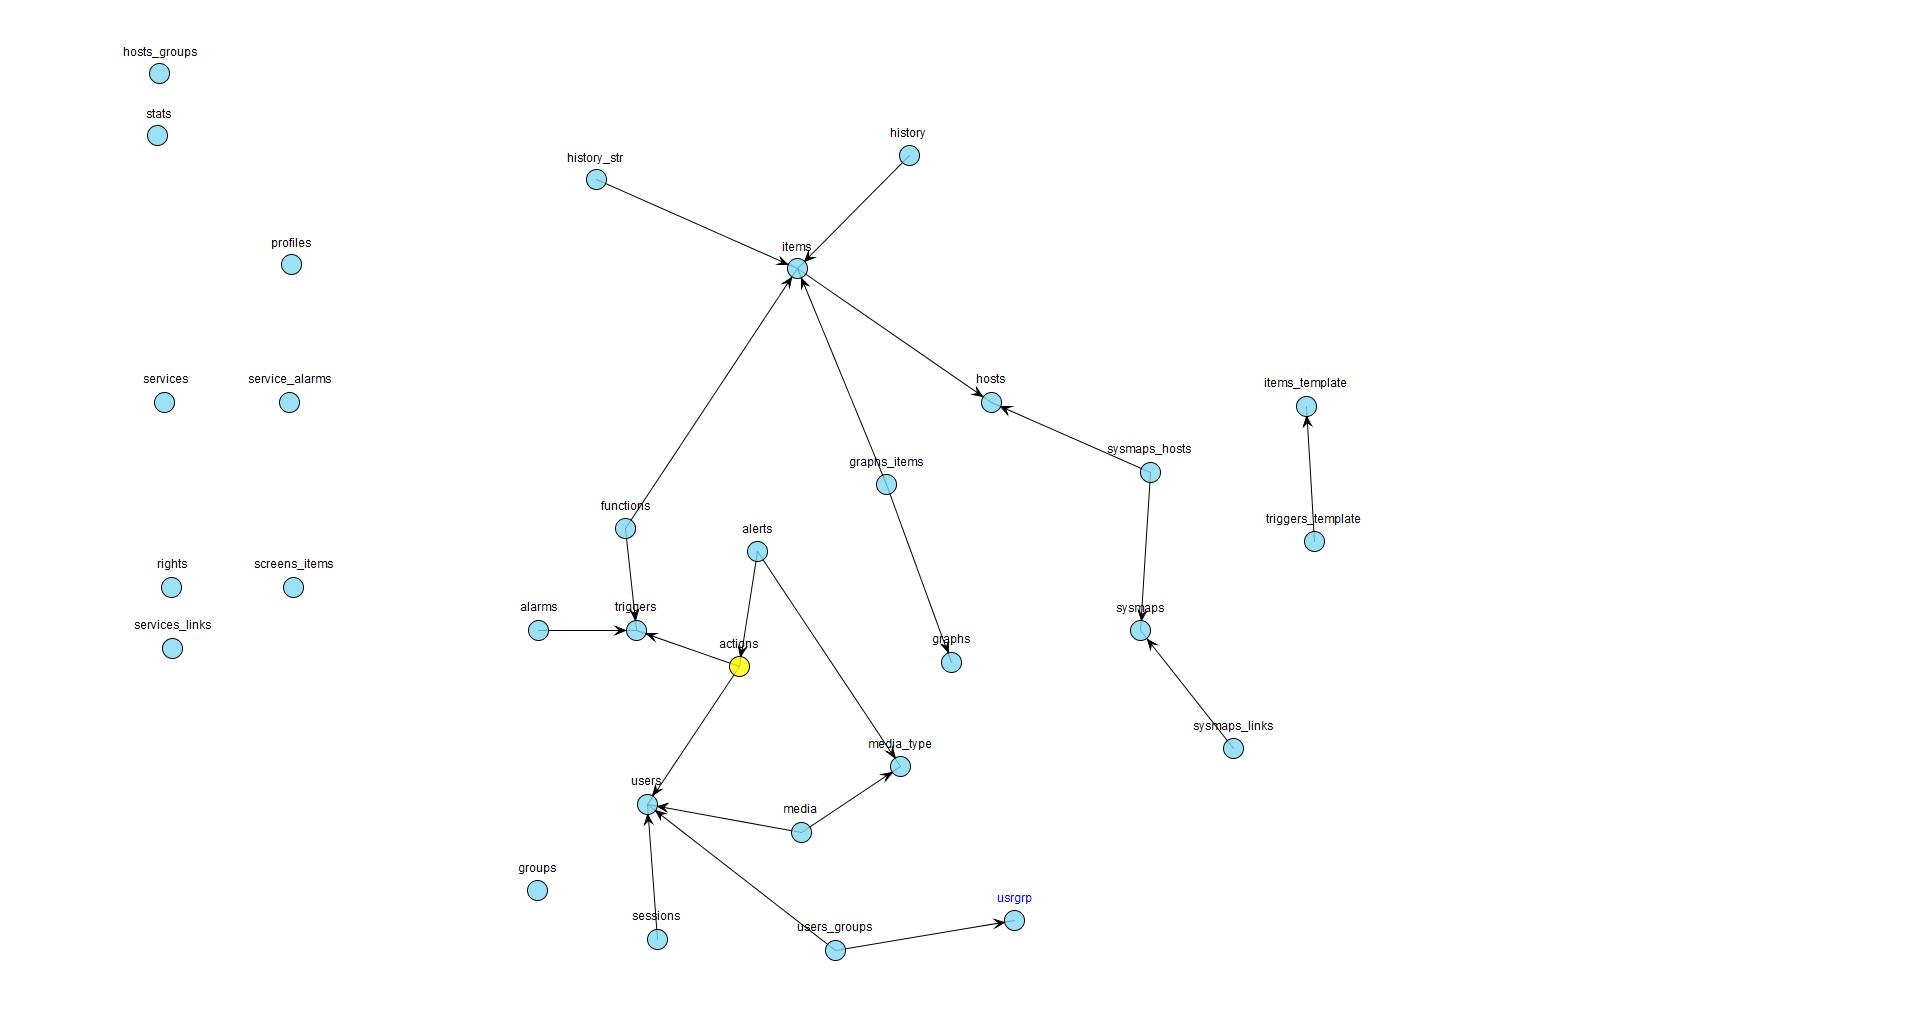 hosts_groups
stats
history
history_str
profiles
items
services
service_alarms
hosts
items_template
sysmaps_hosts
graphs_items
functions
triggers_template
alerts
rights
screens_items
alarms
triggers
sysmaps
services_links
graphs
actions
sysmaps_links
media_type
users
media
groups
usrgrp
sessions
users_groups